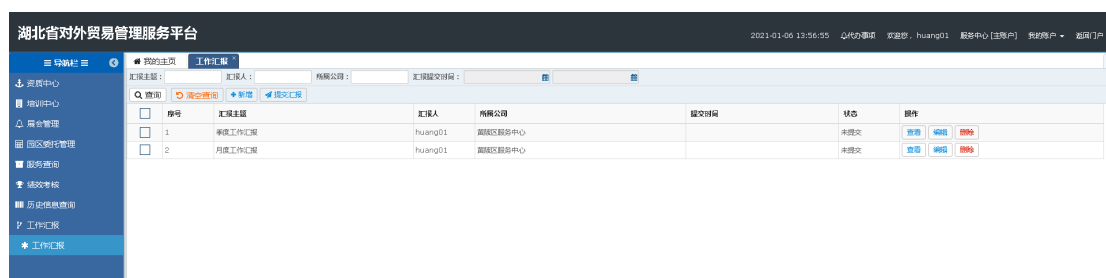 湖北省对外贸易管理服务平台
2021-01-06 13:56:55 代办事项 欢迎您, huang01 服务中心 [主账户] 我的账户 返回门户
导航栏 我的主页 工作汇报 ×
汇报主题: 汇报人: 所属公司: 汇报提交时间:
查询 清空查询 新增 提交汇报
序号 汇报主题 汇报人 所属公司 提交时间 状态 操作
1 季度工作汇报 huang01 黄陂区服务中心 未提交 查看 编辑 删除
2 月度工作汇报 huang01 黄陂区服务中心 未提交 查看 编辑 删除
资质中心
培训中心
展会管理
园区委托管理
服务查询
绩效考核
历史信息查询
工作汇报
工作汇报